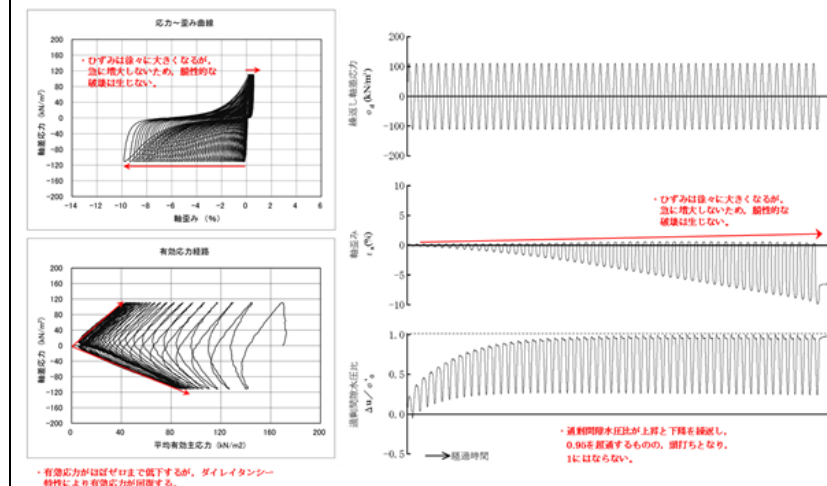 応力～歪み曲線
・ひずみは徐々に大きくなるが、
急に増大しないため、脆性的な
破壊は生じない。
軸差応力 (kN/m²)
200
160
120
80
40
0
-40
-80
-120
-160
-200
-14 -12 -10 -8 -6 -4 -2 0 2 4 6
軸歪み (%)
有効応力経路
軸差応力 (kN/m²)
200
160
120
80
40
0
-40
-80
-120
-160
-200
0 40 80 120 160 200
平均有効主応力 (kN/m2)
・有効応力がほぼゼロまで低下するが、ダイレイタンシー
特性により有効応力が回復する。
繰返し軸差応力
σd (kN/m²)
200
100
0
-100
-200
軸歪み
εa(%)
10
5
0
-5
-10
・ひずみは徐々に大きくなるが、
急に増大しないため、脆性的な
破壊は生じない。
過剰間隙水圧比
Δu/σ'0
1.0
0.5
0.0
-0.5
経過時間
・過剰間隙水圧比が上昇と下降を繰返し、
0.95を超過するものの、頭打ちとなり、
1にはならない。